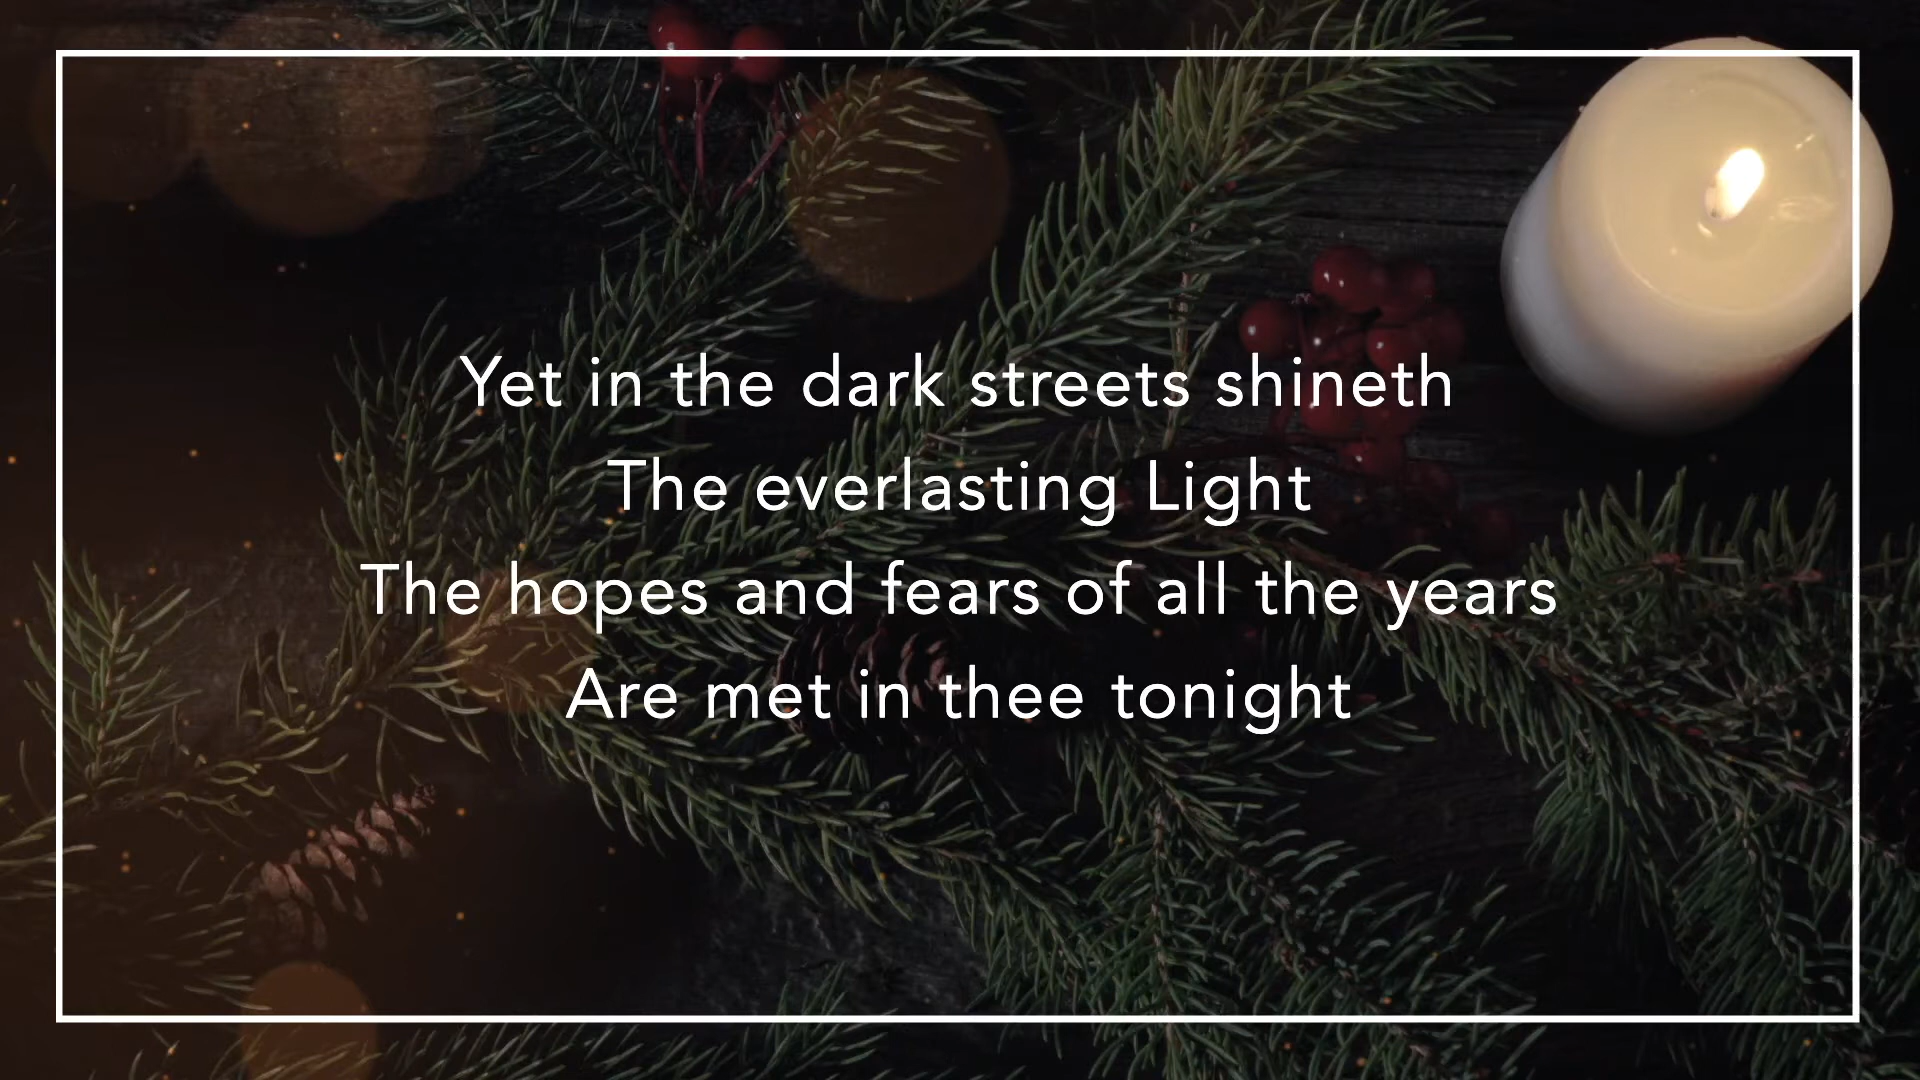 Yet in the dark streets shineth
The everlasting Light
The hopes and fears of all the years
Are met in thee tonight